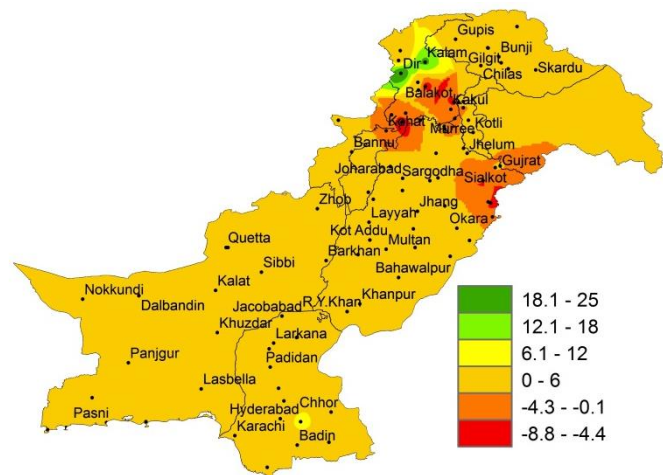 Gupis
Kalam
Bunji
Dir
Gilgit
Chilas
Skardu
Balakot
Kakul
Kohat
Murree
Kotli
Bannu
Jhelum
Gujrat
Joharabad
Sargodha
Sialkot
Zhob
Layyah
Jhang
Okara
Quetta
Kot Addu
Multan
Sibbi
Barkhan
Nokkundi
Kalat
Bahawalpur
Dalbandin
Jacobabad
R.Y.Khan
Khanpur
Khuzdar
Larkana
Panjgur
Padidan
Lasbella
Pasni
Hyderabad
Chhor
Karachi
Badin
18.1 - 25
12.1 - 18
6.1 - 12
0 - 6
-4.3 - -0.1
-8.8 - -4.4